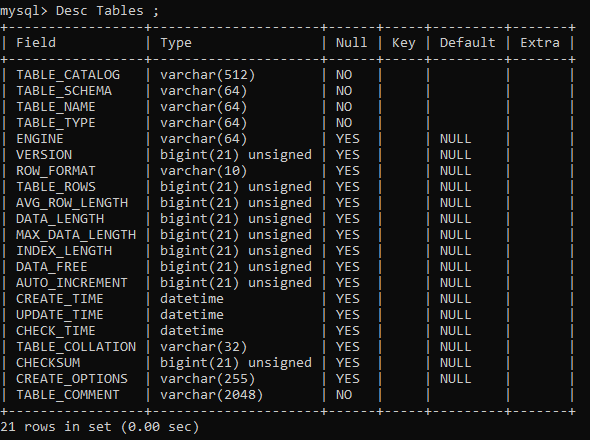 mysql> Desc Tables ;
+-----------------+---------------------+------+-----+---------+-------+
| Field           | Type                | Null | Key | Default | Extra |
+-----------------+---------------------+------+-----+---------+-------+
| TABLE_CATALOG   | varchar(512)        | NO   |     |         |       |
| TABLE_SCHEMA    | varchar(64)         | NO   |     |         |       |
| TABLE_NAME      | varchar(64)         | NO   |     |         |       |
| TABLE_TYPE      | varchar(64)         | NO   |     |         |       |
| ENGINE          | varchar(64)         | YES  |     | NULL    |       |
| VERSION         | bigint(21) unsigned | YES  |     | NULL    |       |
| ROW_FORMAT      | varchar(10)         | YES  |     | NULL    |       |
| TABLE_ROWS      | bigint(21) unsigned | YES  |     | NULL    |       |
| AVG_ROW_LENGTH  | bigint(21) unsigned | YES  |     | NULL    |       |
| DATA_LENGTH     | bigint(21) unsigned | YES  |     | NULL    |       |
| MAX_DATA_LENGTH | bigint(21) unsigned | YES  |     | NULL    |       |
| INDEX_LENGTH    | bigint(21) unsigned | YES  |     | NULL    |       |
| DATA_FREE       | bigint(21) unsigned | YES  |     | NULL    |       |
| AUTO_INCREMENT  | bigint(21) unsigned | YES  |     | NULL    |       |
| CREATE_TIME     | datetime            | YES  |     | NULL    |       |
| UPDATE_TIME     | datetime            | YES  |     | NULL    |       |
| CHECK_TIME      | datetime            | YES  |     | NULL    |       |
| TABLE_COLLATION | varchar(32)         | YES  |     | NULL    |       |
| CHECKSUM        | bigint(21) unsigned | YES  |     | NULL    |       |
| CREATE_OPTIONS  | varchar(255)        | YES  |     | NULL    |       |
| TABLE_COMMENT   | varchar(2048)       | NO   |     |         |       |
+-----------------+---------------------+------+-----+---------+-------+
21 rows in set (0.00 sec)